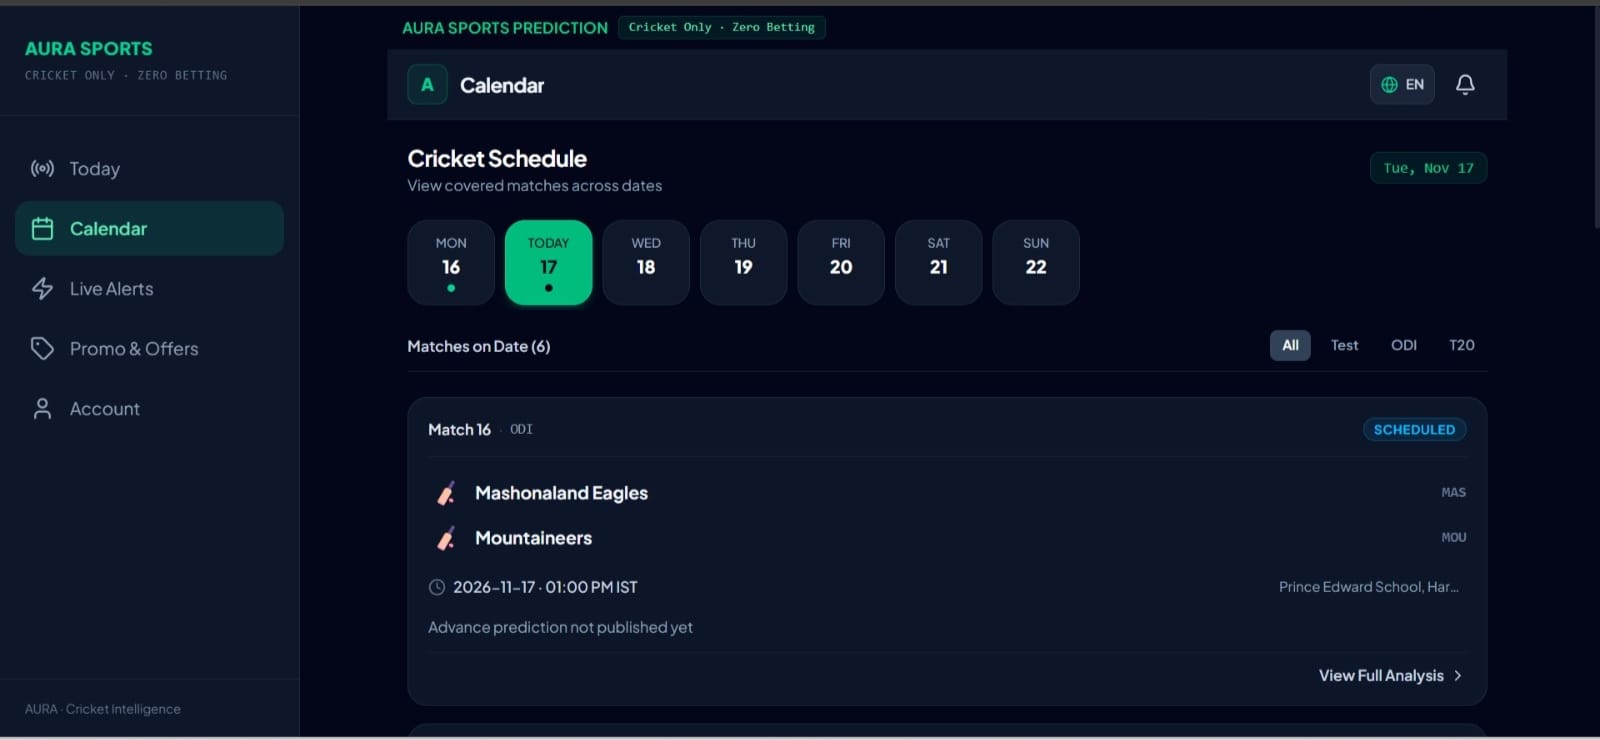 AURA SPORTS
CRICKET ONLY · ZERO BETTING
Today
Calendar
Live Alerts
Promo & Offers
Account
AURA · Cricket Intelligence
AURA SPORTS PREDICTION
Cricket Only · Zero Betting
A
Calendar
EN
Cricket Schedule
View covered matches across dates
Tue, Nov 17
MON
16
TODAY
17
WED
18
THU
19
FRI
20
SAT
21
SUN
22
Matches on Date (6)
All
Test
ODI
T20
Match 16 · ODI
SCHEDULED
Mashonaland Eagles
MAS
Mountaineers
MOU
2026-11-17 · 01:00 PM IST
Prince Edward School, Har...
Advance prediction not published yet
View Full Analysis